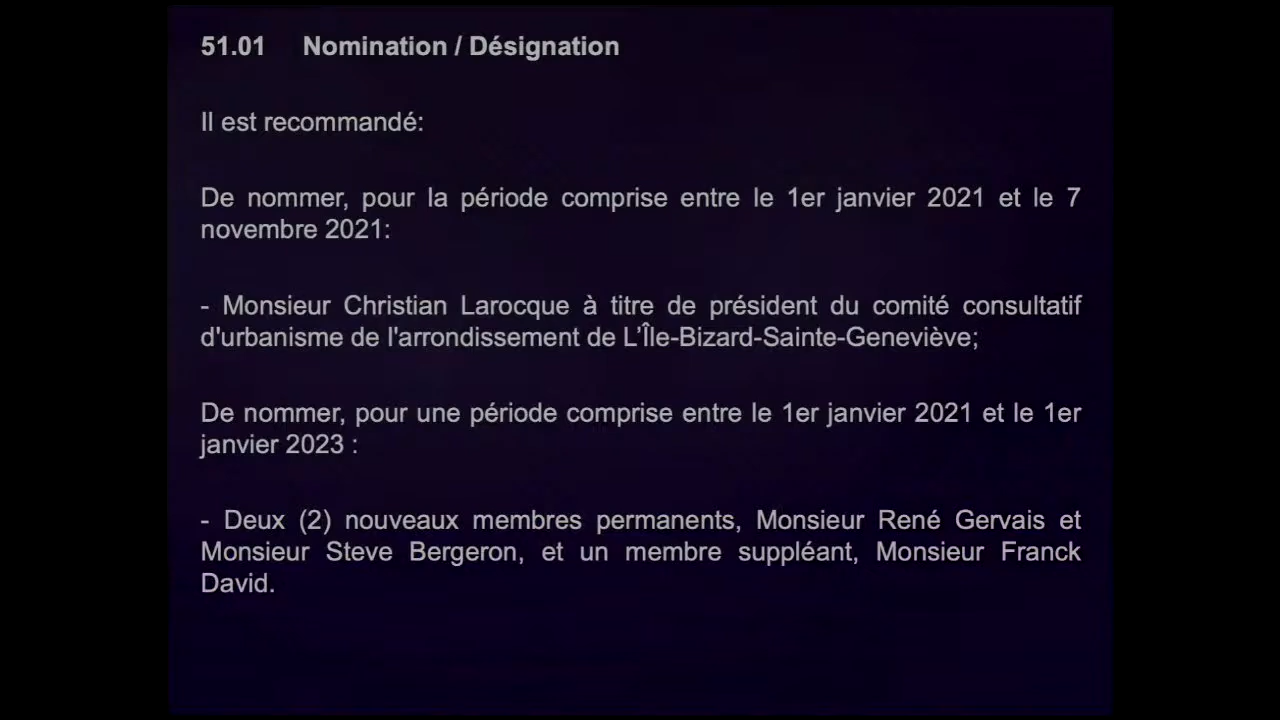 51.01 Nomination / Désignation
Il est recommandé:
De nommer, pour la période comprise entre le 1er janvier 2021 et le 7
novembre 2021:
- Monsieur Christian Larocque à titre de président du comité consultatif
d'urbanisme de l'arrondissement de L’Île-Bizard-Sainte-Geneviève;
De nommer, pour une période comprise entre le 1er janvier 2021 et le 1er
janvier 2023 :
- Deux (2) nouveaux membres permanents, Monsieur René Gervais et
Monsieur Steve Bergeron, et un membre suppléant, Monsieur Franck
David.